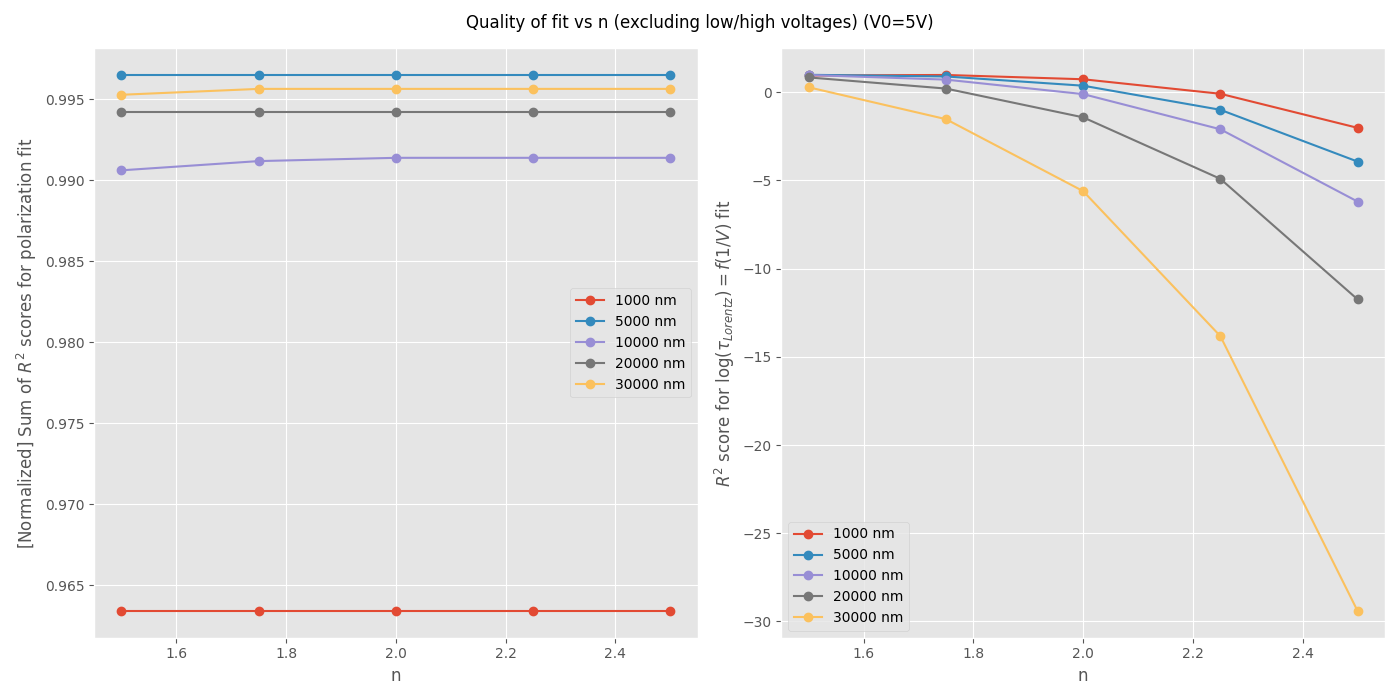 Quality of fit vs n (excluding low/high voltages) (V0=5V)
[Normalized] Sum of R² scores for polarization fit
0.995
0.990
0.985
0.980
0.975
0.970
0.965
1000 nm
5000 nm
10000 nm
20000 nm
30000 nm
1.6 1.8 2.0 2.2 2.4
n
R² score for log(τ_Lorentz) = f(1/V) fit
0
−5
−10
−15
−20
−25
−30
1000 nm
5000 nm
10000 nm
20000 nm
30000 nm
1.6 1.8 2.0 2.2 2.4
n